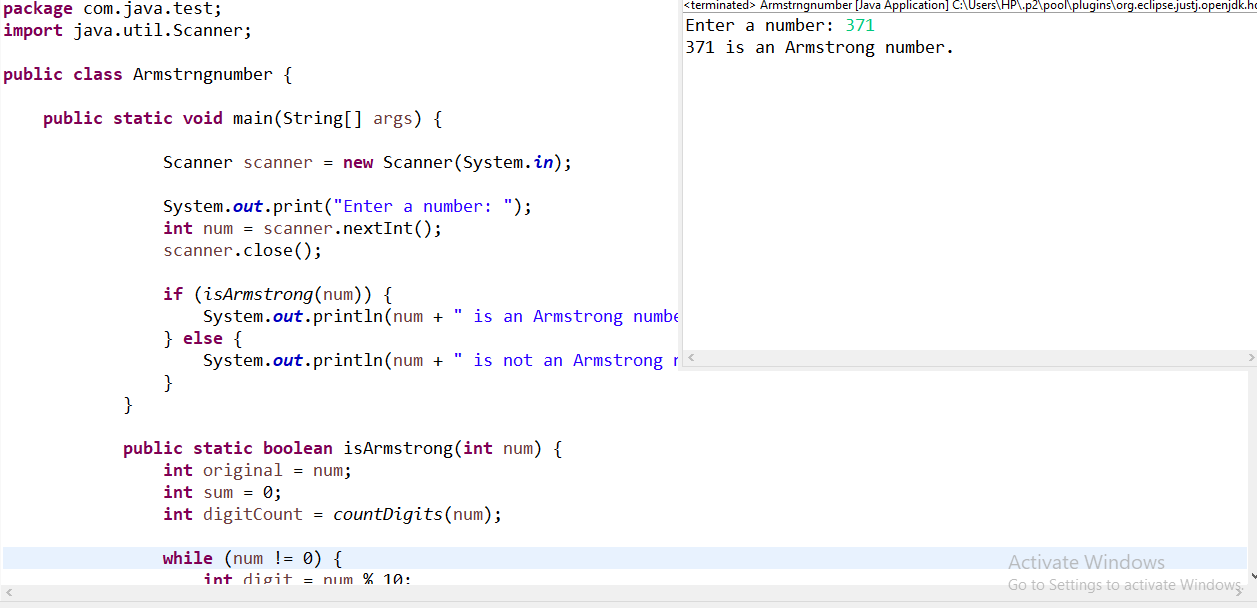 package com.java.test;
import java.util.Scanner;
public class Armstrngnumber {
public static void main(String[] args) {
Scanner scanner = new Scanner(System.in);
System.out.print("Enter a number: ");
int num = scanner.nextInt();
scanner.close();
if (isArmstrong(num)) {
System.out.println(num + " is an Armstrong numbe
} else {
System.out.println(num + " is not an Armstrong
}
}
public static boolean isArmstrong(int num) {
int original = num;
int sum = 0;
int digitCount = countDigits(num);
while (num != 0) {
int digit = num % 10;
<terminated> Armstrngnumber [Java Application] C:\Users\HP\.p2\pool\plugins\org.eclipse.justj.openjdk.ho
Enter a number: 371
371 is an Armstrong number.
Activate Windows
Go to Settings to activate Windows.